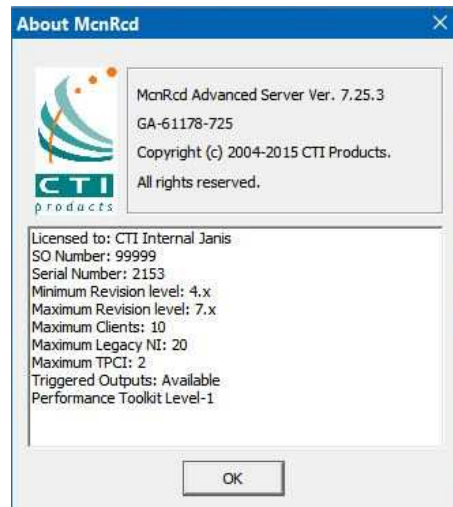 About McnRcd
McnRcd Advanced Server Ver. 7.25.3
GA-61178-725
Copyright (c) 2004-2015 CTI Products.
All rights reserved.
CTI
products
Licensed to: CTI Internal Janis
SO Number: 99999
Serial Number: 2153
Minimum Revision level: 4.x
Maximum Revision level: 7.x
Maximum Clients: 10
Maximum Legacy NI: 20
Maximum TPCI: 2
Triggered Outputs: Available
Performance Toolkit Level-1
OK